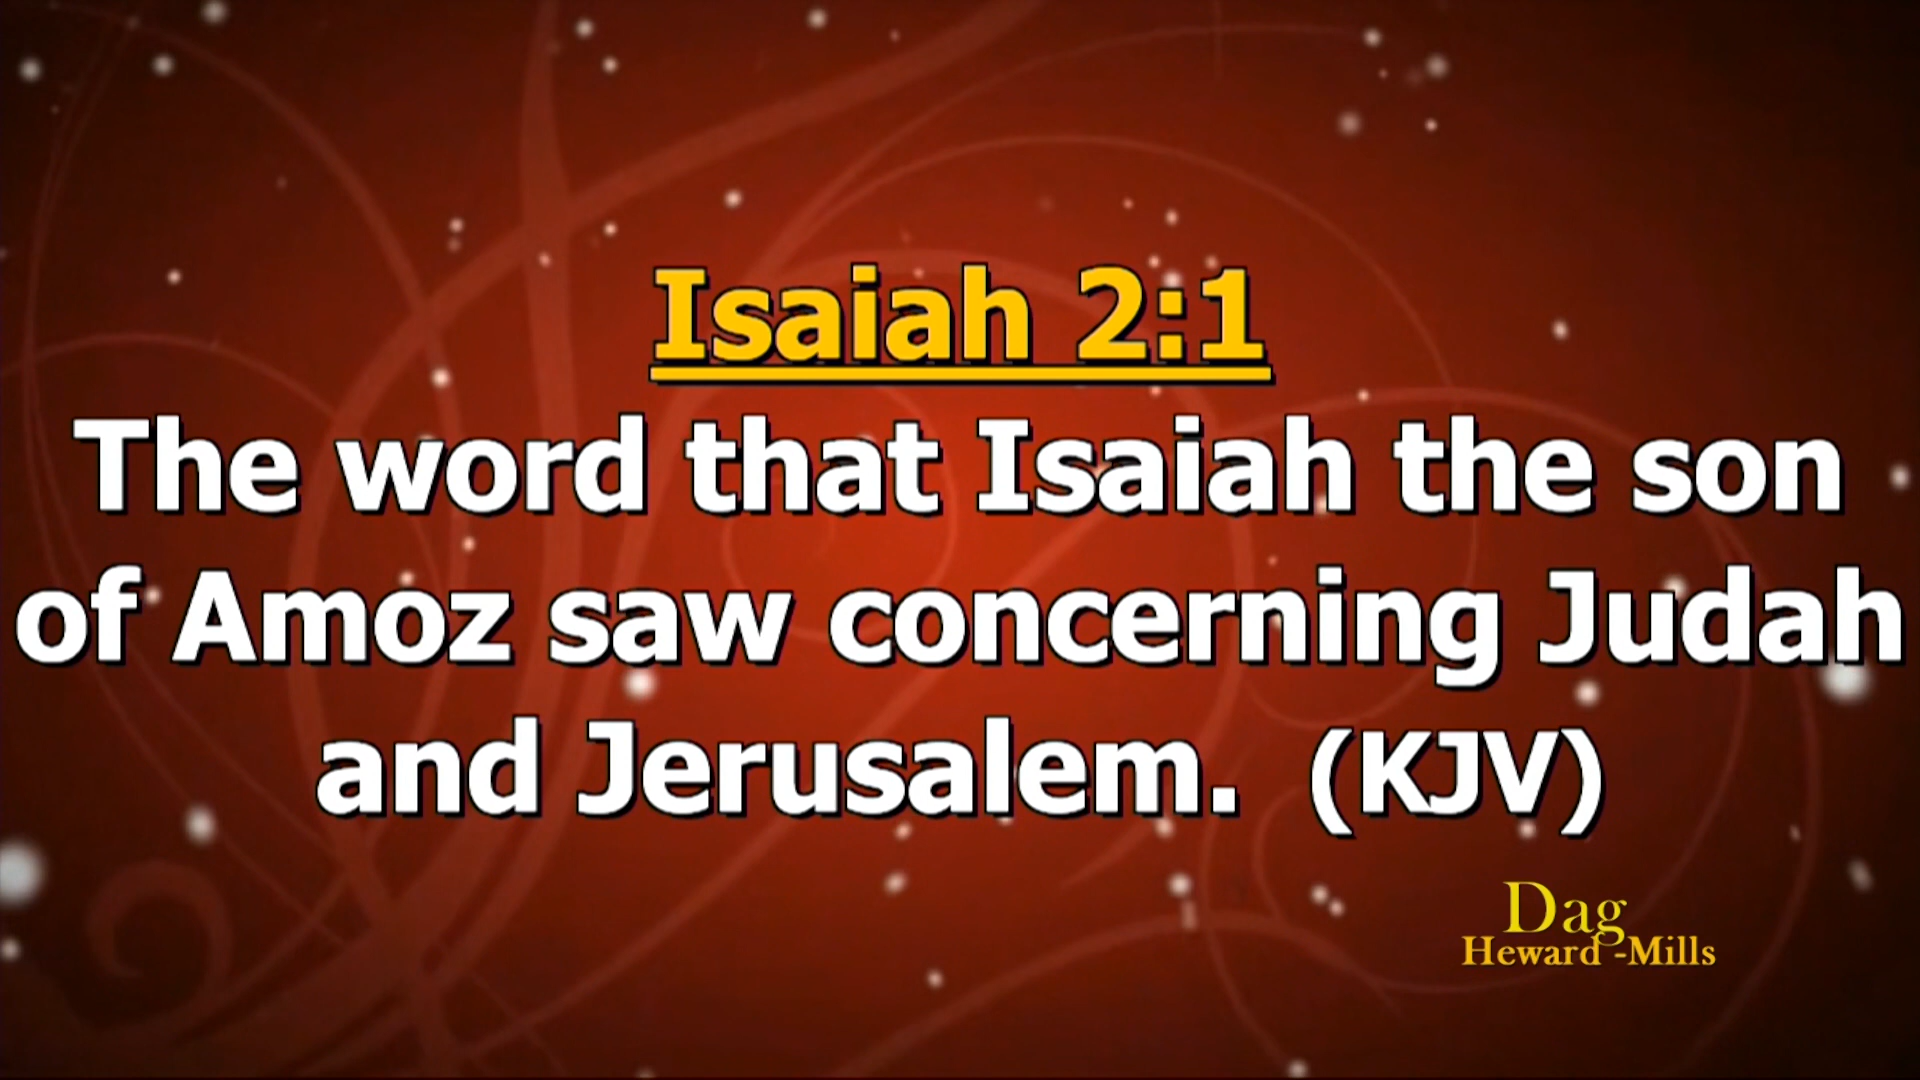 Isaiah 2:1
The word that Isaiah the son
of Amoz saw concerning Judah
and Jerusalem.  (KJV)
Dag
Heward -Mills